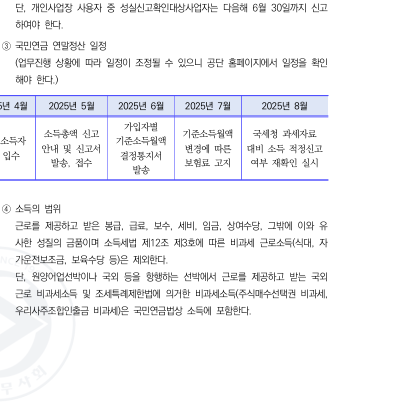 단, 개인사업장 사용자 중 성실신고확인대상사업자는 다음해 6월 30일까지 신고
하여야 한다.
③ 국민연금 연말정산 일정
(업무진행 상황에 따라 일정이 조정될 수 있으니 공단 홈페이지에서 일정을 확인
해야 한다.)
년 4월 2025년 5월 2025년 6월 2025년 7월 2025년 8월
소득자
입수
소득총액 신고
안내 및 신고서
발송, 접수
가입자별
기준소득월액
결정통지서
발송
기준소득월액
변경에 따른
보험료 고지
국세청 과세자료
대비 소득 적정신고
여부 재확인 실시
④ 소득의 범위
근로를 제공하고 받은 봉급, 급료, 보수, 세비, 임금, 상여수당, 그밖에 이와 유
사한 성질의 금품이며 소득세법 제12조 제3호에 따른 비과세 근로소득(식대, 자
가운전보조금, 보육수당 등)은 제외한다.
단, 원양어업선박이나 국외 등을 항행하는 선박에서 근로를 제공하고 받는 국외
근로 비과세소득 및 조세특례제한법에 의거한 비과세소득(주식매수선택권 비과세,
우리사주조합인출금 비과세)은 국민연금법상 소득에 포함한다.
무사회